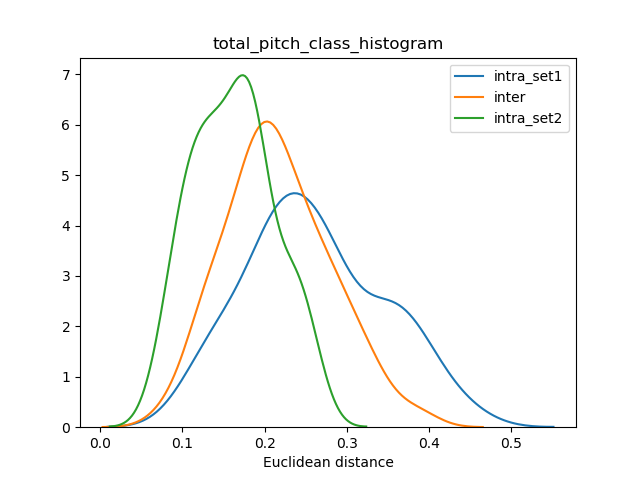 total_pitch_class_histogram
7
6
5
4
3
2
1
0
intra_set1
inter
intra_set2
0.0 0.1 0.2 0.3 0.4 0.5
Euclidean distance